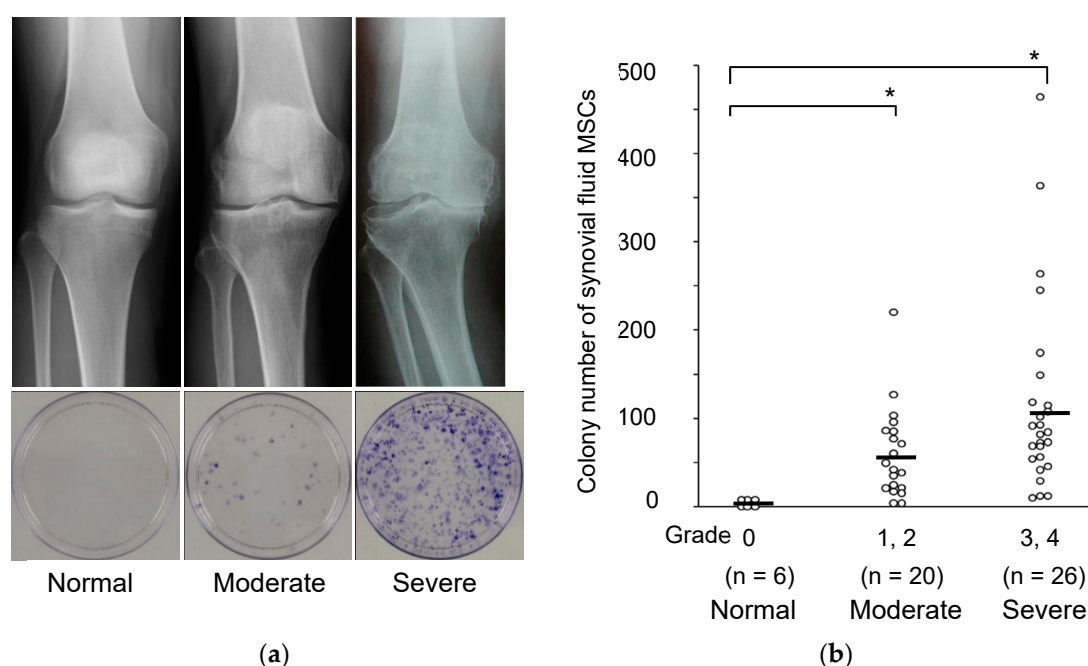 Normal
Moderate
Severe
(a)
Colony number of synovial fluid MSCs
500
400
300
200
100
0
*
*
Grade 0 1, 2 3, 4
(n = 6) (n = 20) (n = 26)
Normal Moderate Severe
(b)